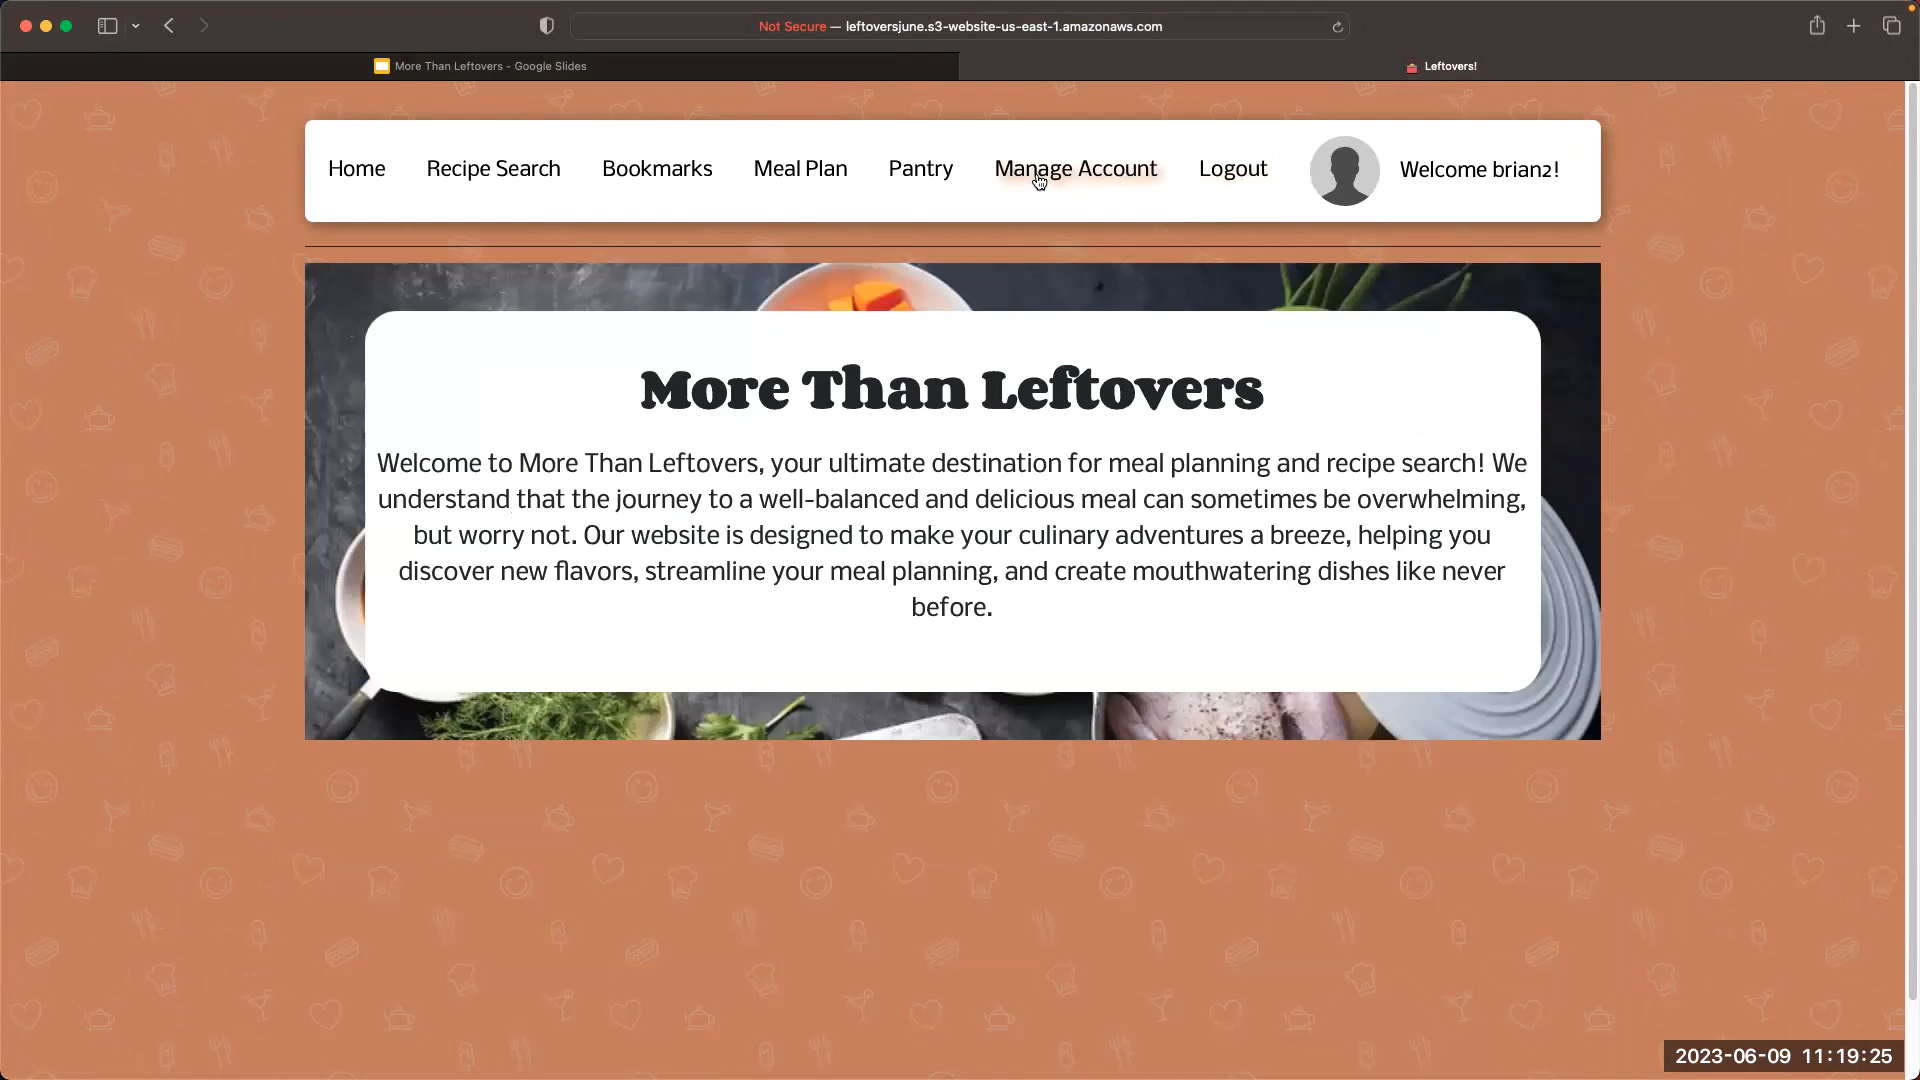 Not Secure — leftoversjune.s3-website-us-east-1.amazonaws.com
More Than Leftovers - Google Slides
Leftovers!
Home Recipe Search Bookmarks Meal Plan Pantry Manage Account Logout Welcome brian2!
More Than Leftovers
Welcome to More Than Leftovers, your ultimate destination for meal planning and recipe search! We
understand that the journey to a well-balanced and delicious meal can sometimes be overwhelming,
but worry not. Our website is designed to make your culinary adventures a breeze, helping you
discover new flavors, streamline your meal planning, and create mouthwatering dishes like never
before.
2023-06-09 11:19:25